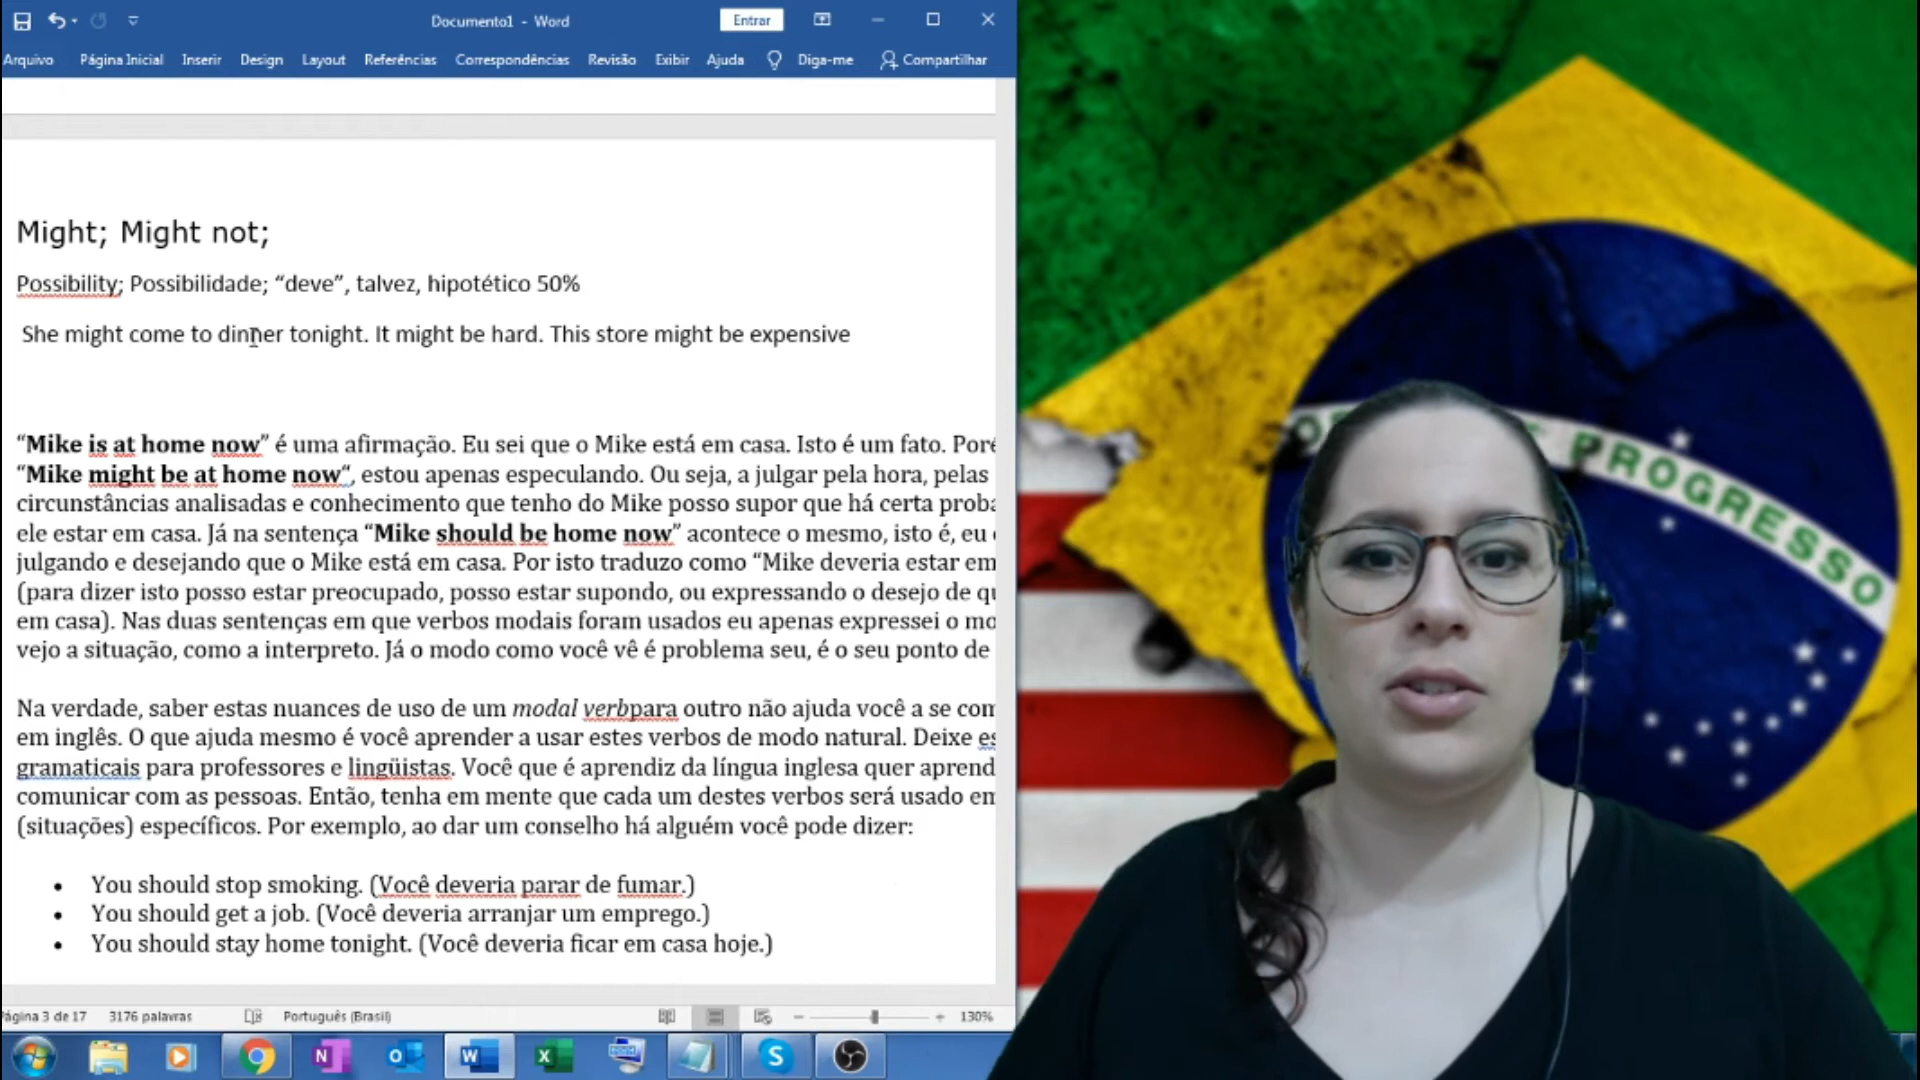 Documento1 - Word
Entrar
Arquivo Página Inicial Inserir Design Layout Referências Correspondências Revisão Exibir Ajuda Diga-me Compartilhar
Might; Might not;
Possibility; Possibilidade; “deve”, talvez, hipotético 50%
She might come to dinner tonight. It might be hard. This store might be expensive
“Mike is at home now” é uma afirmação. Eu sei que o Mike está em casa. Isto é um fato. Poré
“Mike might be at home now“, estou apenas especulando. Ou seja, a julgar pela hora, pelas
circunstâncias analisadas e conhecimento que tenho do Mike posso supor que há certa proba
ele estar em casa. Já na sentença “Mike should be home now” acontece o mesmo, isto é, eu
julgando e desejando que o Mike está em casa. Por isto traduzo como “Mike deveria estar em
(para dizer isto posso estar preocupado, posso estar supondo, ou expressando o desejo de qu
em casa). Nas duas sentenças em que verbos modais foram usados eu apenas expressei o mo
vejo a situação, como a interpreto. Já o modo como você vê é problema seu, é o seu ponto de
Na verdade, saber estas nuances de uso de um modal verbpara outro não ajuda você a se com
em inglês. O que ajuda mesmo é você aprender a usar estes verbos de modo natural. Deixe es
gramaticais para professores e lingüistas. Você que é aprendiz da língua inglesa quer aprend
comunicar com as pessoas. Então, tenha em mente que cada um destes verbos será usado em
(situações) específicos. Por exemplo, ao dar um conselho há alguém você pode dizer:
• You should stop smoking. (Você deveria parar de fumar.)
• You should get a job. (Você deveria arranjar um emprego.)
• You should stay home tonight. (Você deveria ficar em casa hoje.)
Página 3 de 17 3176 palavras Português (Brasil) 130%
PROGRESSO